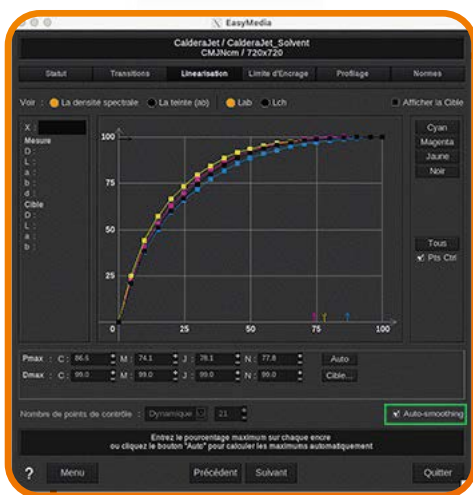 EasyMedia
CalderaJet / CalderaJet_Solvent
CMJNcm / 720x720
Statut Transitions Linearisation Limite d'Encrage Profilage Normes
Voir : La densité spectrale La teinte (ab) Lab Lch Afficher la Cible
X :
Mesure
D :
L :
a :
b :
d :
Cible
D :
L :
a :
b :
100
75
50
25
0 25 50 75 100
Cyan
Magenta
Jaune
Noir
Tous
Pts Ctrl
Pmax : C : 86.6 M : 74.1 J : 78.1 N : 77.8 Auto
Dmax : C : 99.0 M : 99.0 J : 99.0 N : 99.0 Cible...
Nombre de points de contrôle : Dynamique 21 Auto-smoothing
Entrez le pourcentage maximum sur chaque encre
ou cliquez le bouton "Auto" pour calculer les maximums automatiquement
? Menu Précédent Suivant Quitter